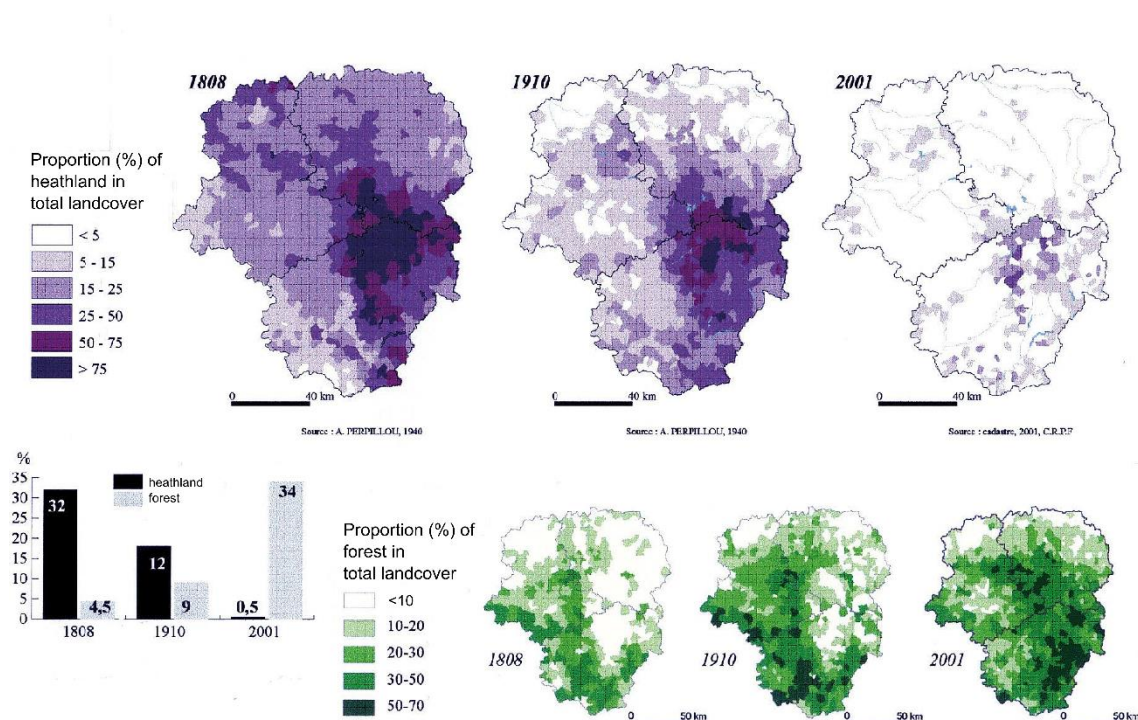 1808
1910
2001
Proportion (%) of
heathland in
total landcover
< 5
5 - 15
15 - 25
25 - 50
50 - 75
> 75
0 40 km
0 40 km
0 40 km
Source : A. PERPILLOU, 1940
Source : A. PERPILLOU, 1940
Source : cadastre, 2001, C.R.P.F
%
35
30
25
20
15
10
5
0
heathland
forest
32
4,5
12
9
0,5
34
1808
1910
2001
Proportion (%) of
forest in
total landcover
<10
10-20
20-30
30-50
50-70
1808
1910
2001
0 50 km
0 50 km
50 km